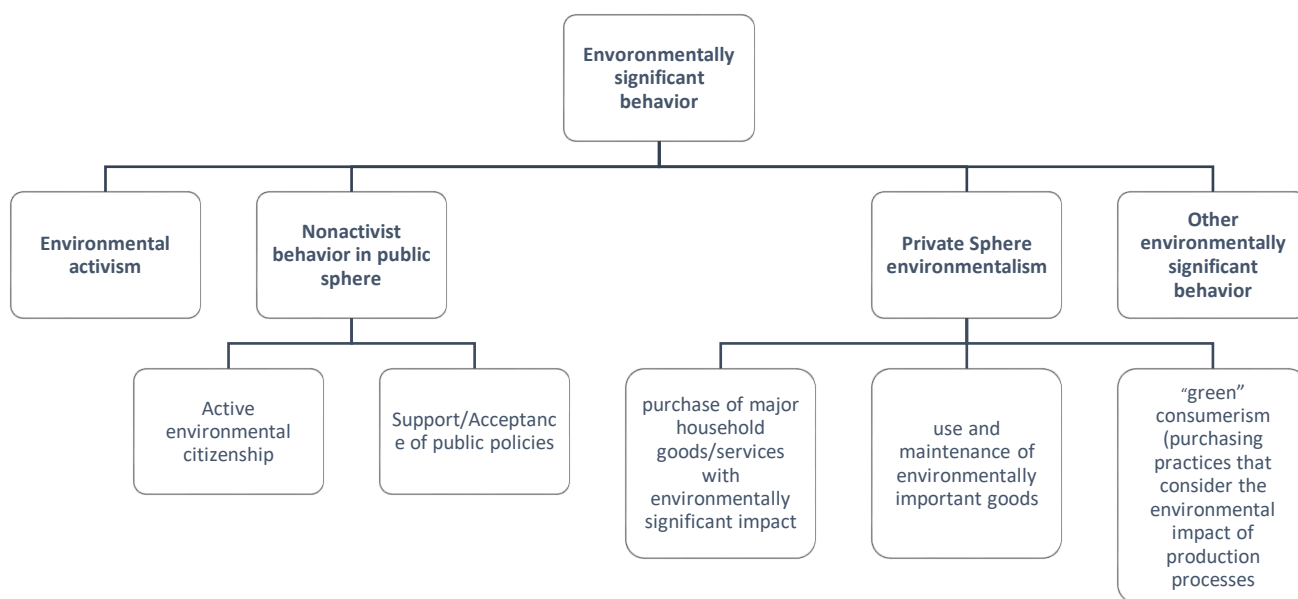 Envoronmentally
significant
behavior
Environmental
activism
Nonactivist
behavior in public
sphere
Private Sphere
environmentalism
Other
environmentally
significant
behavior
Active
environmental
citizenship
Support/Acceptanc
e of public policies
purchase of major
household
goods/services
with
environmentally
significant impact
use and
maintenance of
environmentally
important goods
“green”
consumerism
(purchasing
practices that
consider the
environmental
impact of
production
processes